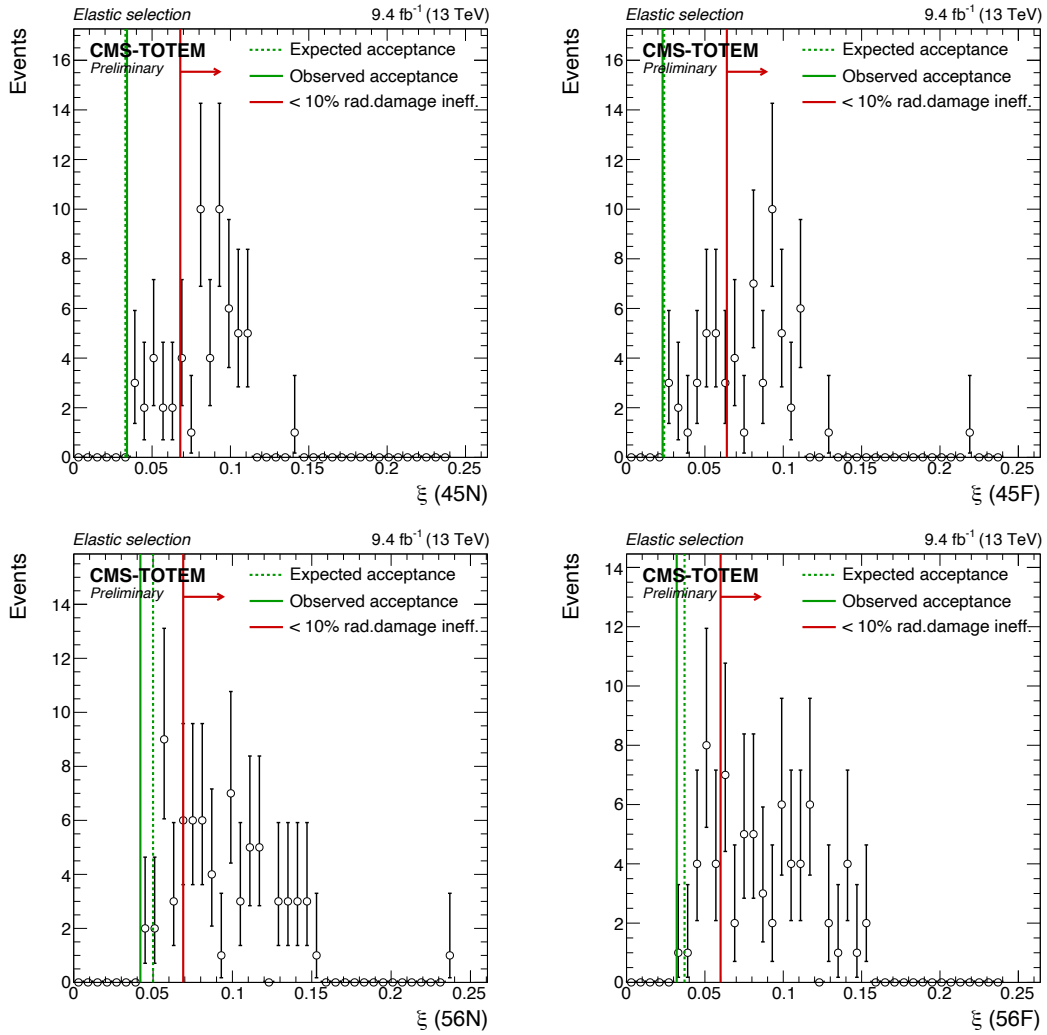 Elastic selection 9.4 fb⁻¹ (13 TeV)
CMS-TOTEM
Preliminary
Expected acceptance
Observed acceptance
< 10% rad.damage ineff.
Events
16
14
12
10
8
6
4
2
0
0 0.05 0.1 0.15 0.2 0.25
ξ (45N)
Elastic selection 9.4 fb⁻¹ (13 TeV)
CMS-TOTEM
Preliminary
Expected acceptance
Observed acceptance
< 10% rad.damage ineff.
Events
16
14
12
10
8
6
4
2
0
0 0.05 0.1 0.15 0.2 0.25
ξ (45F)
Elastic selection 9.4 fb⁻¹ (13 TeV)
CMS-TOTEM
Preliminary
Expected acceptance
Observed acceptance
< 10% rad.damage ineff.
Events
14
12
10
8
6
4
2
0
0 0.05 0.1 0.15 0.2 0.25
ξ (56N)
Elastic selection 9.4 fb⁻¹ (13 TeV)
CMS-TOTEM
Preliminary
Expected acceptance
Observed acceptance
< 10% rad.damage ineff.
Events
14
12
10
8
6
4
2
0
0 0.05 0.1 0.15 0.2 0.25
ξ (56F)